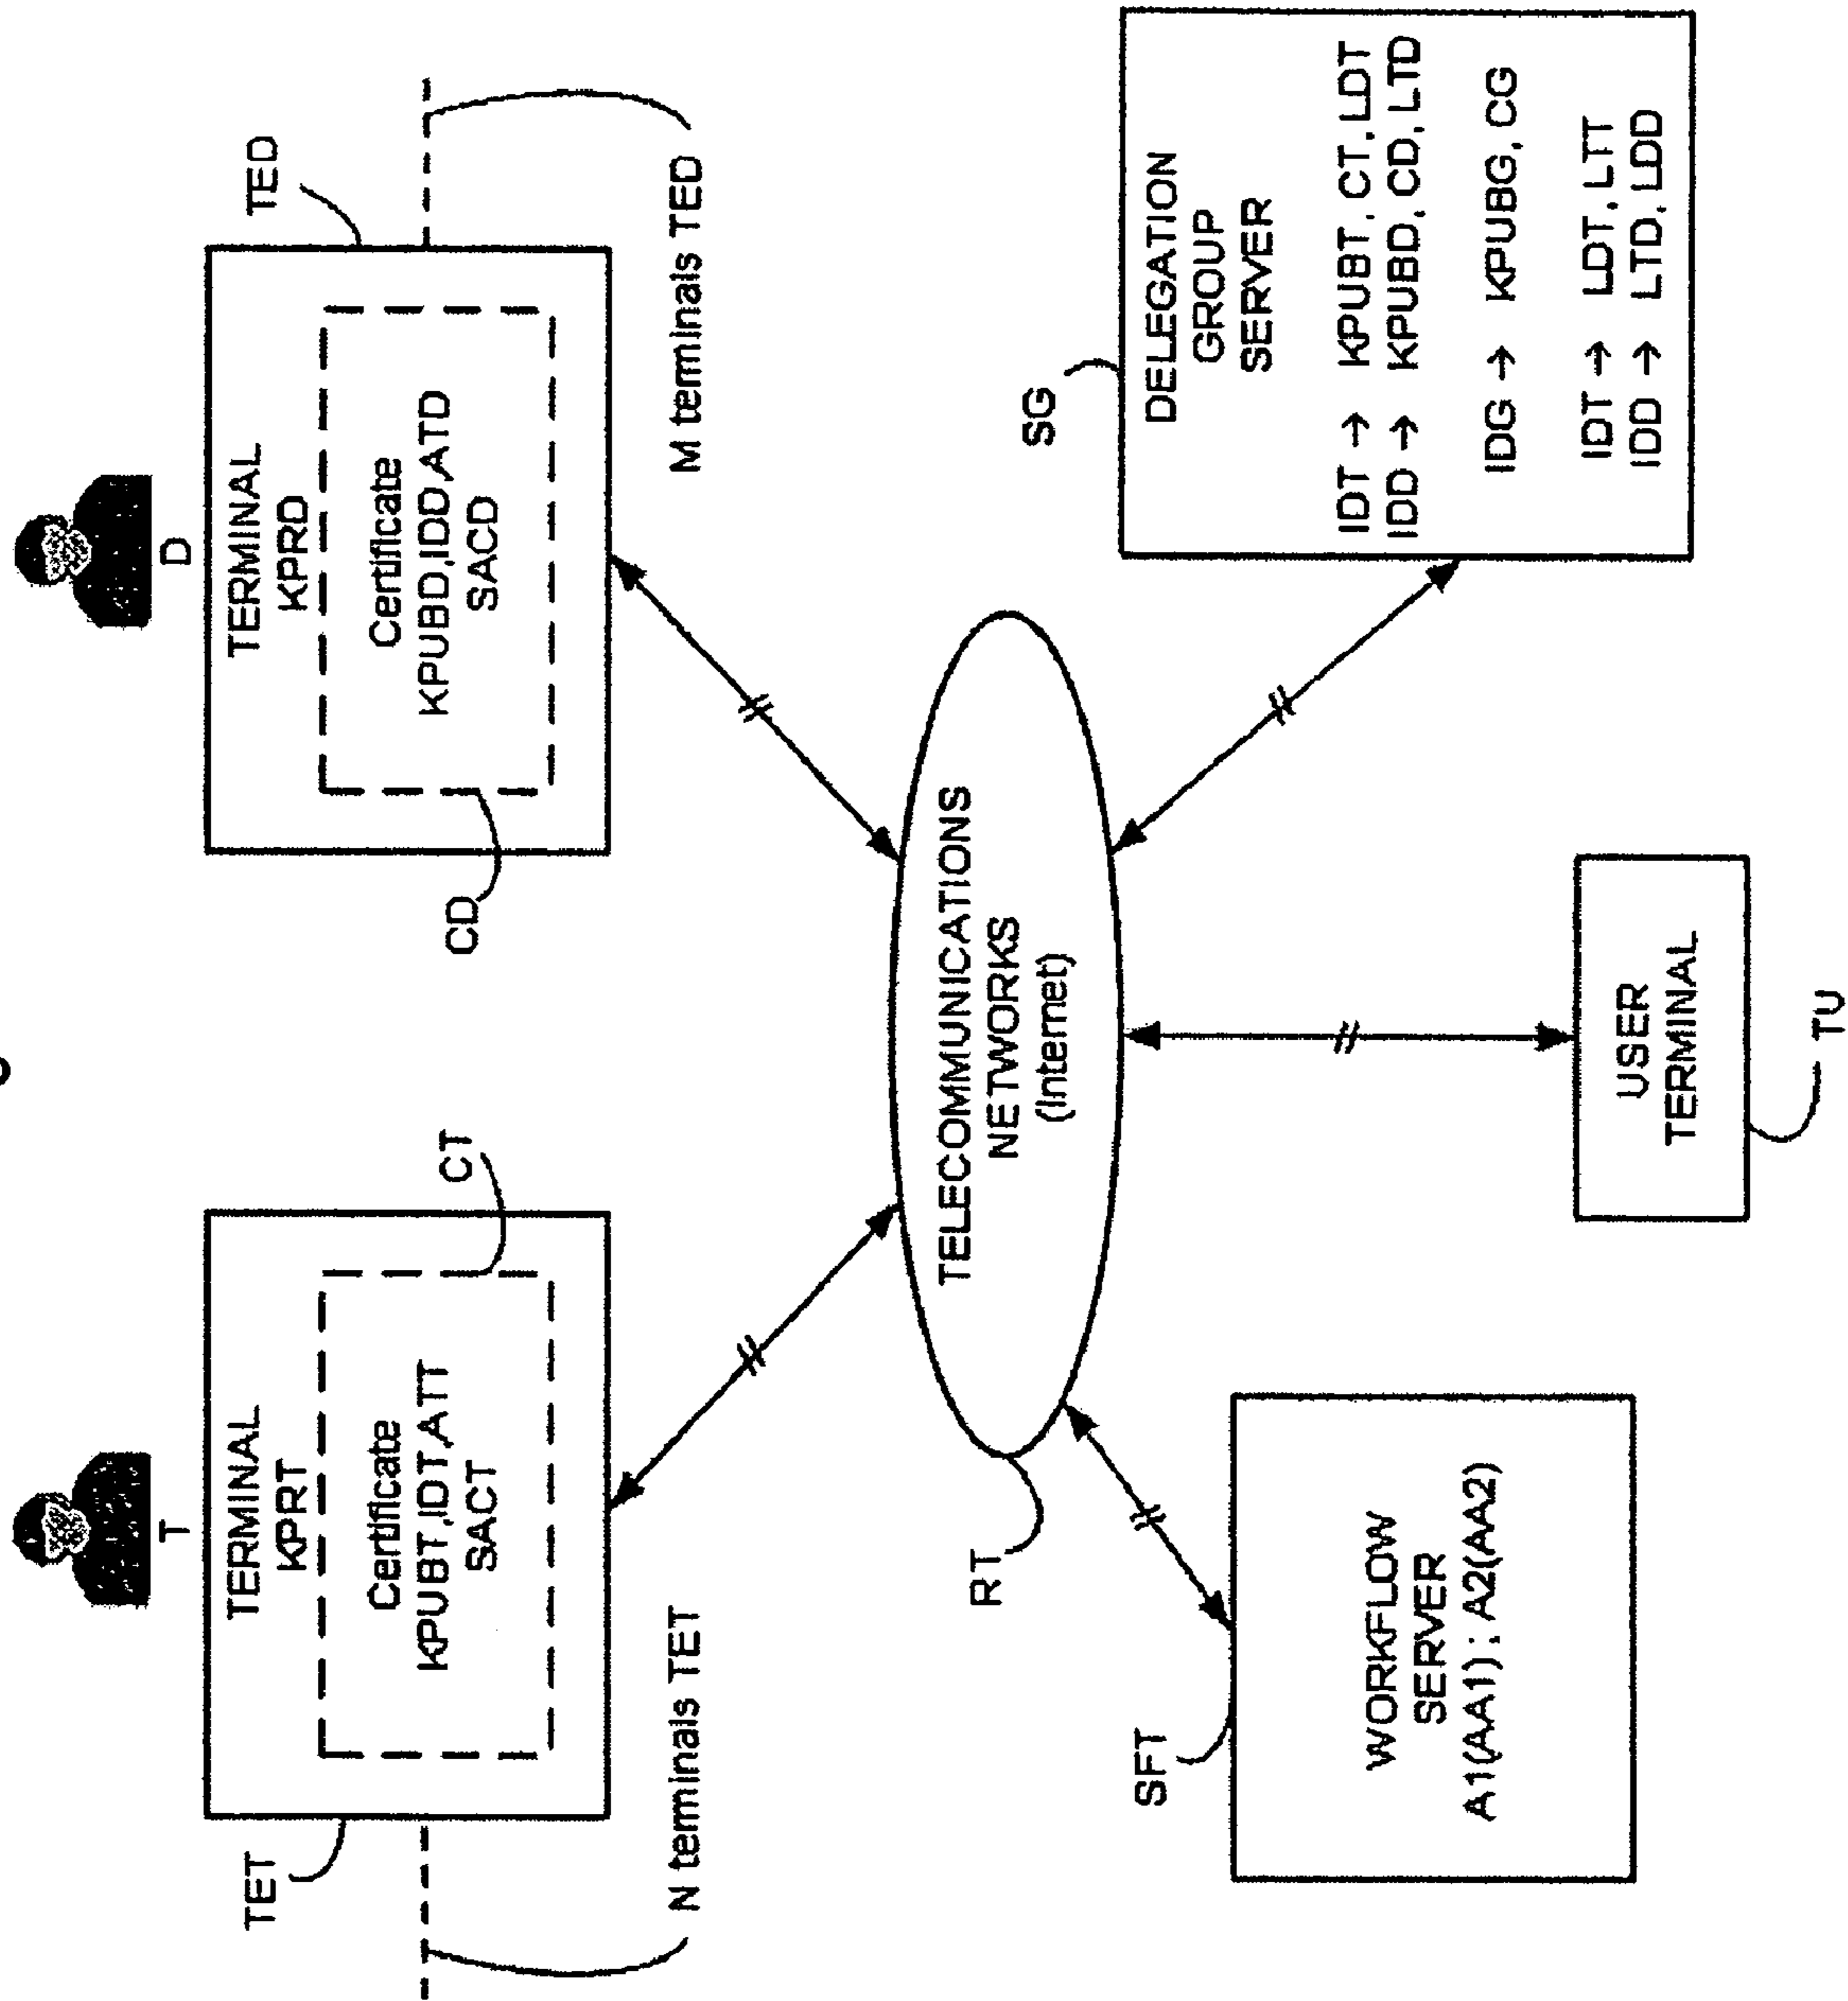 T
D
TET
TERMINAL
KPRT
Certificate
KPUBT,IDT,ATT
SACT
CT
N terminals TET
TED
TERMINAL
KPRD
Certificate
KPUBD,IDD,ATD
SACD
CD
M terminals TED
TELECOMMUNICATIONS
NETWORKS
(Internet)
RT
SFT
WORKFLOW
SERVER
A1(AA1) ; A2(AA2)
USER
TERMINAL
TU
SG
DELEGATION
GROUP
SERVER
IDT → KPUBT, CT, LDT
IDD → KPUBD, CD, LTD
IDG → KPUBG, CG
IDT → LDT, LTT
IDD → LTD, LDD